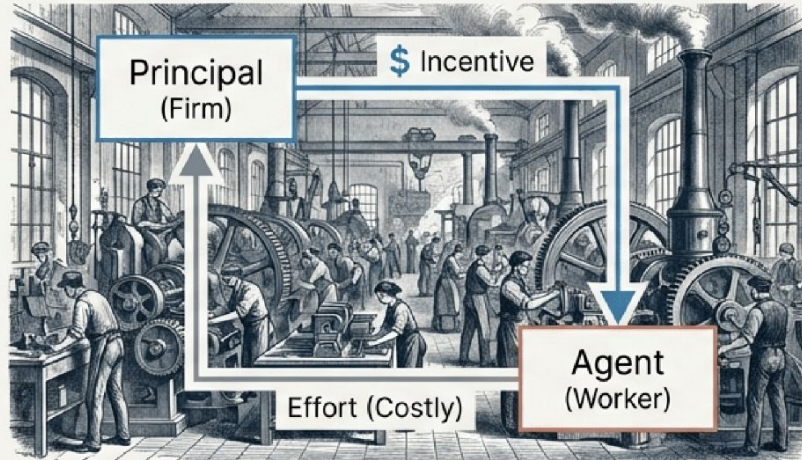 Principal
(Firm)
$ Incentive
Agent
(Worker)
Effort (Costly)